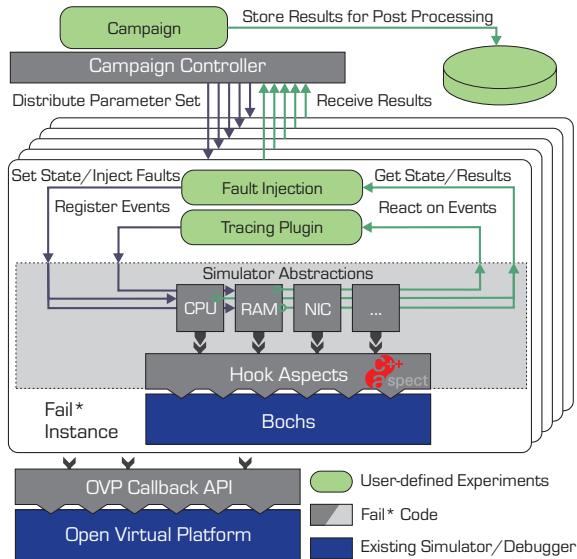 Campaign
Store Results for Post Processing
Campaign Controller
Distribute Parameter Set
Receive Results
Set State/Inject Faults
Get State/Results
Fault Injection
Register Events
React on Events
Tracing Plugin
Simulator Abstractions
CPU
RAM
NIC
...
Hook Aspects
C++
aspect
Fail*
Instance
Bochs
OVP Callback API
Open Virtual Platform
User-defined Experiments
Fail* Code
Existing Simulator/Debugger